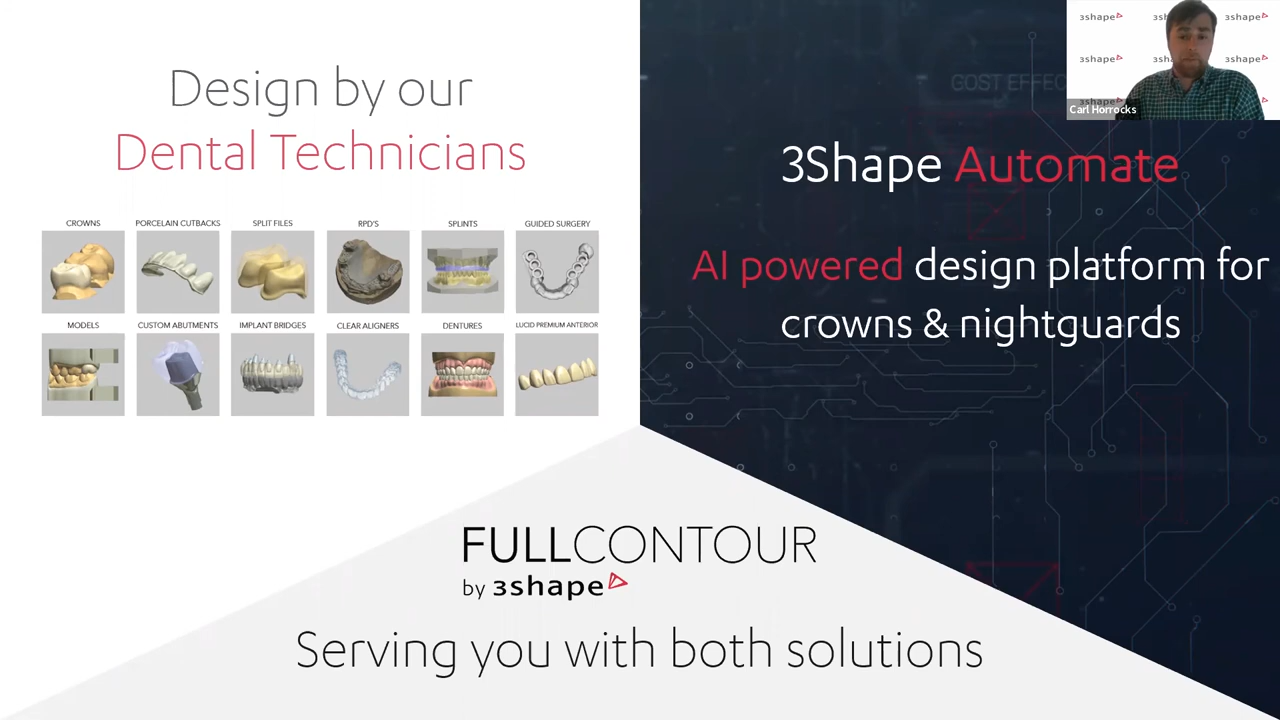 Design by our
Dental Technicians
CROWNS
PORCELAIN CUTBACKS
SPLIT FILES
RPD'S
SPLINTS
GUIDED SURGERY
MODELS
CUSTOM ABUTMENTS
IMPLANT BRIDGES
CLEAR ALIGNERS
DENTURES
LUCID PREMIUM ANTERIOR
3shape
3shape
3shape
3shape
3shape
Carl Horrocks
3Shape Automate
AI powered design platform for
crowns & nightguards
FULLCONTOUR
by 3shape
Serving you with both solutions